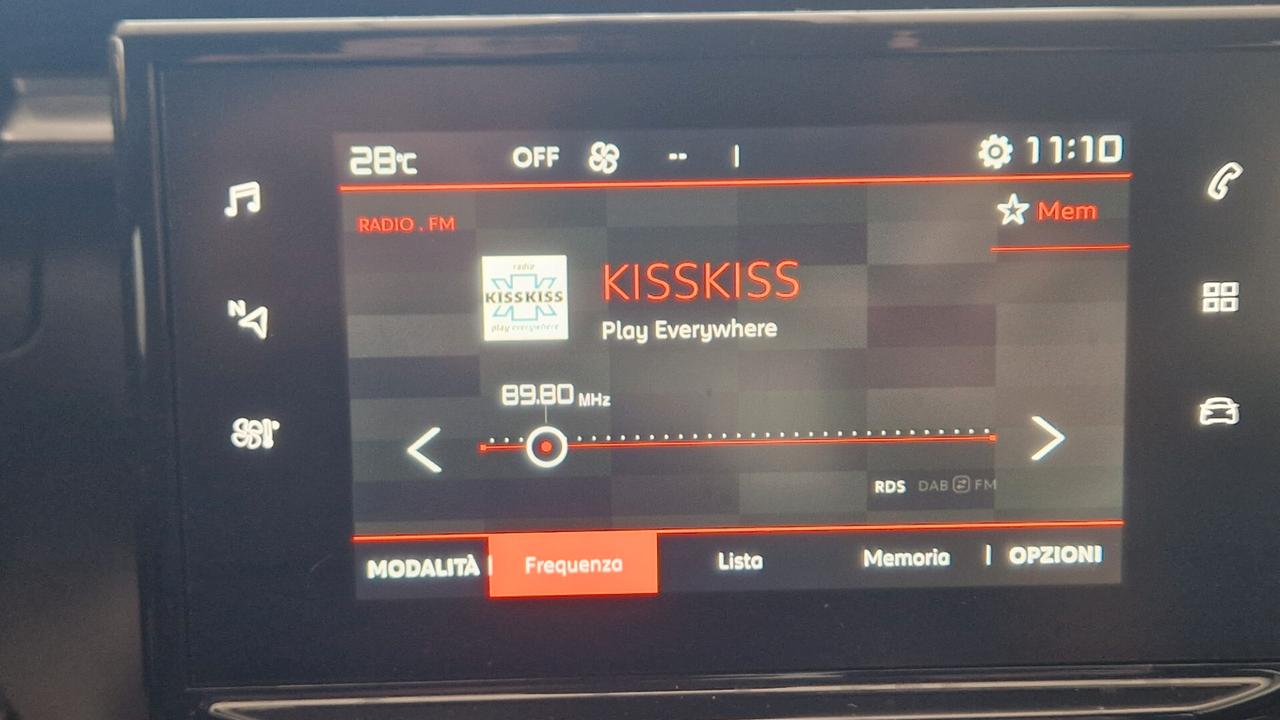 28°C OFF -- 11:10
RADIO . FM
Mem
radio
KISSKISS
play everywhere
KISSKISS
Play Everywhere
89.80 MHz
RDS DAB FM
N
MODALITÀ Frequenza Lista Memoria OPZIONI